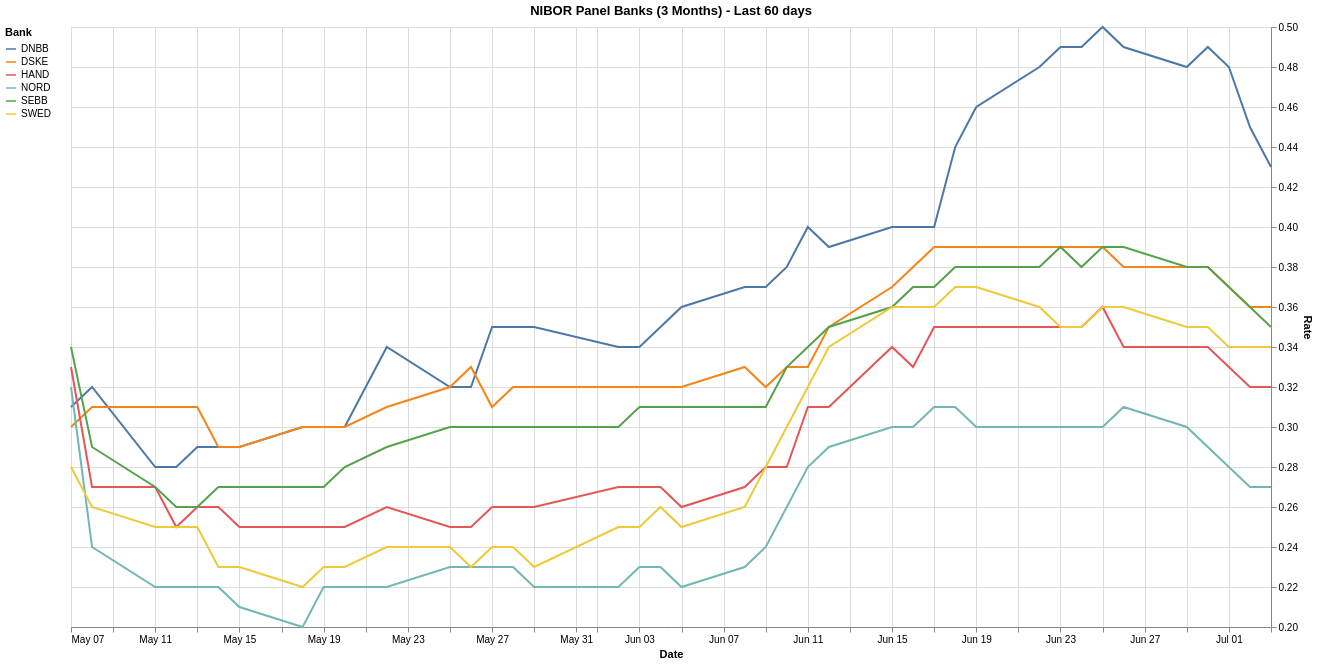 NIBOR Panel Banks (3 Months) - Last 60 days
Bank
DNBB
DSKE
HAND
NORD
SEBB
SWED
0.50
0.48
0.46
0.44
0.42
0.40
0.38
0.36
0.34
0.32
0.30
0.28
0.26
0.24
0.22
0.20
Rate
May 07 May 11 May 15 May 19 May 23 May 27 May 31 Jun 03 Jun 07 Jun 11 Jun 15 Jun 19 Jun 23 Jun 27 Jul 01
Date